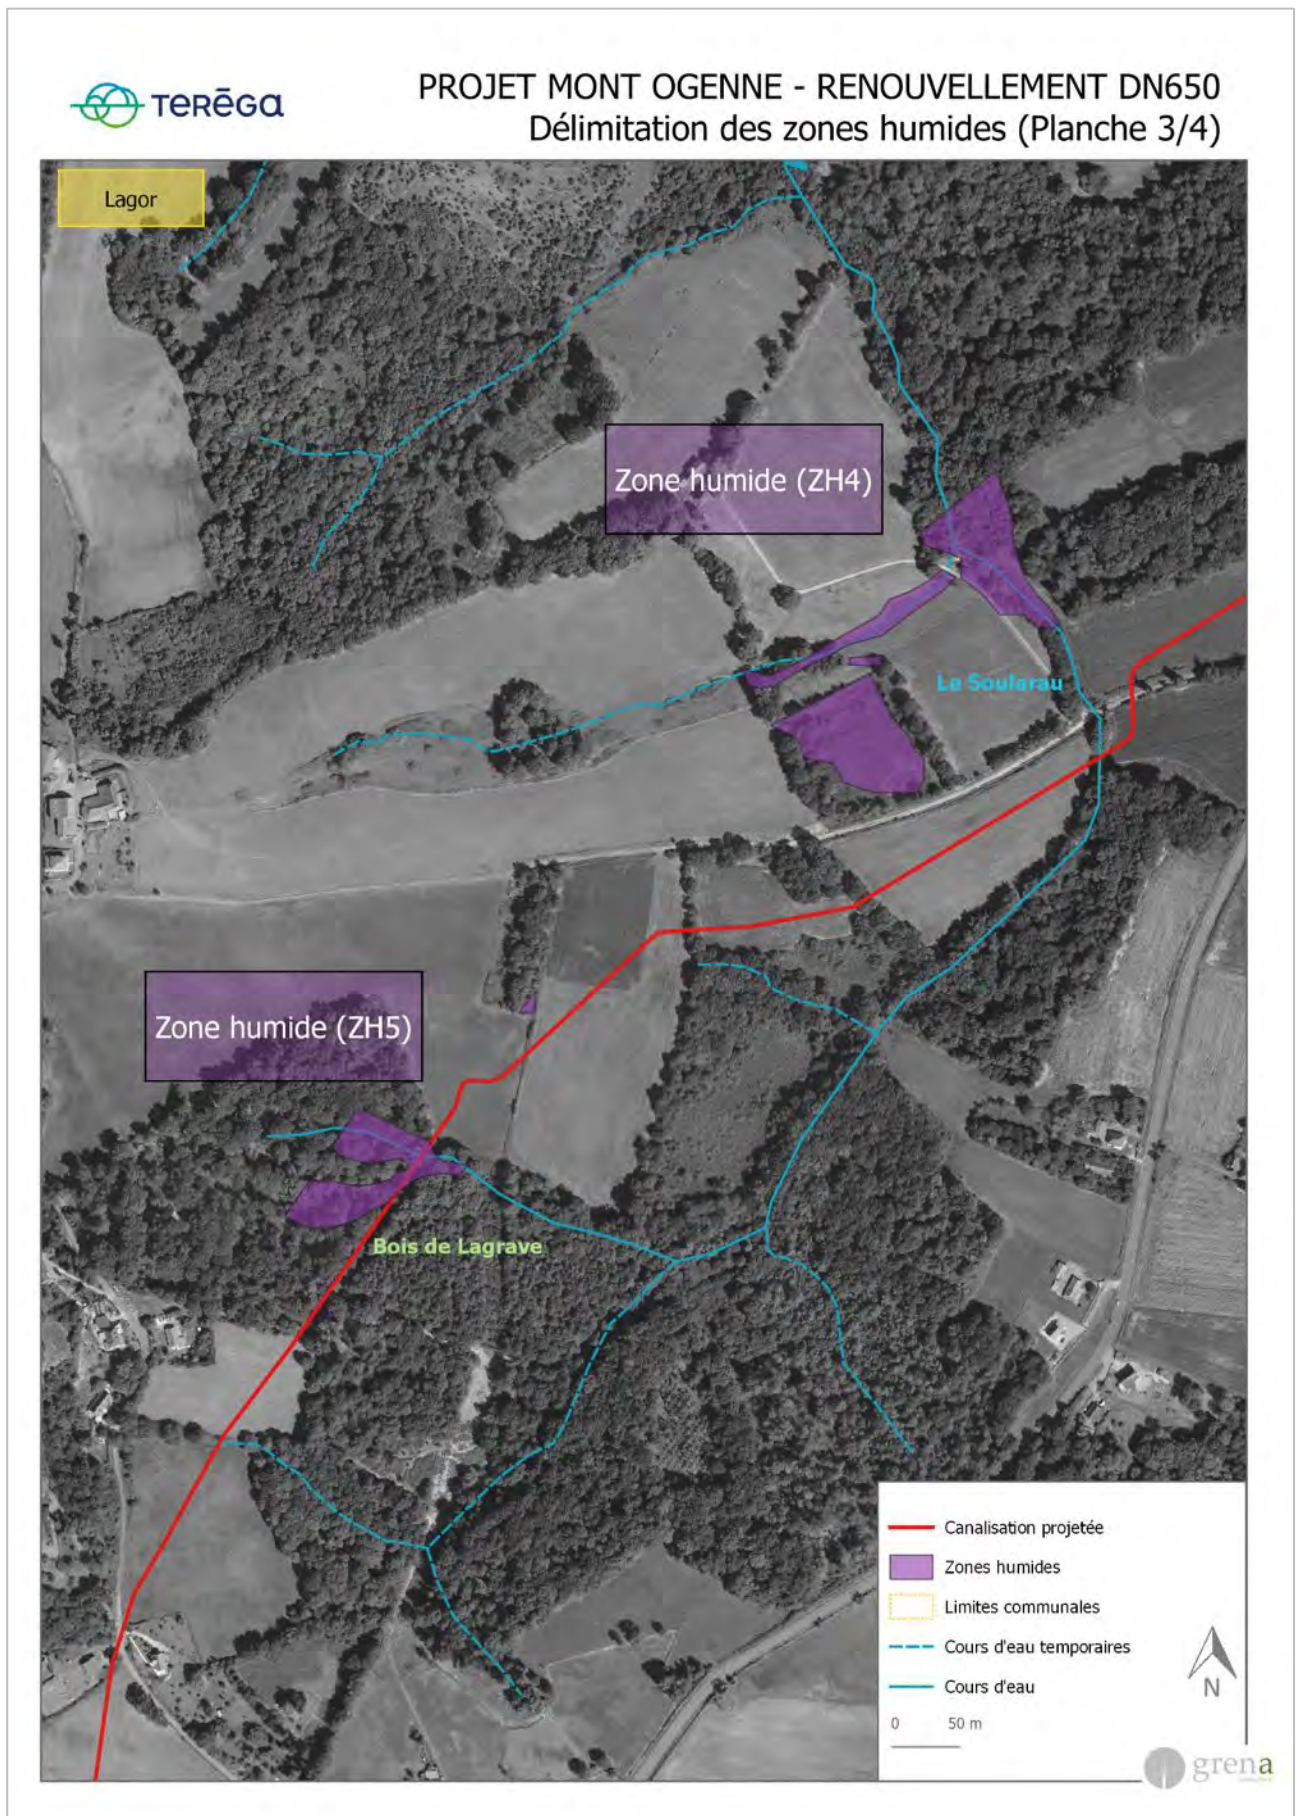 TERĒGA
PROJET MONT OGENNE - RENOUVELLEMENT DN650
Délimitation des zones humides (Planche 3/4)
Lagor
Zone humide (ZH4)
Le Soularau
Zone humide (ZH5)
Bois de Lagrave
Canalisation projetée
Zones humides
Limites communales
Cours d'eau temporaires
Cours d'eau
N
0 50 m
grena